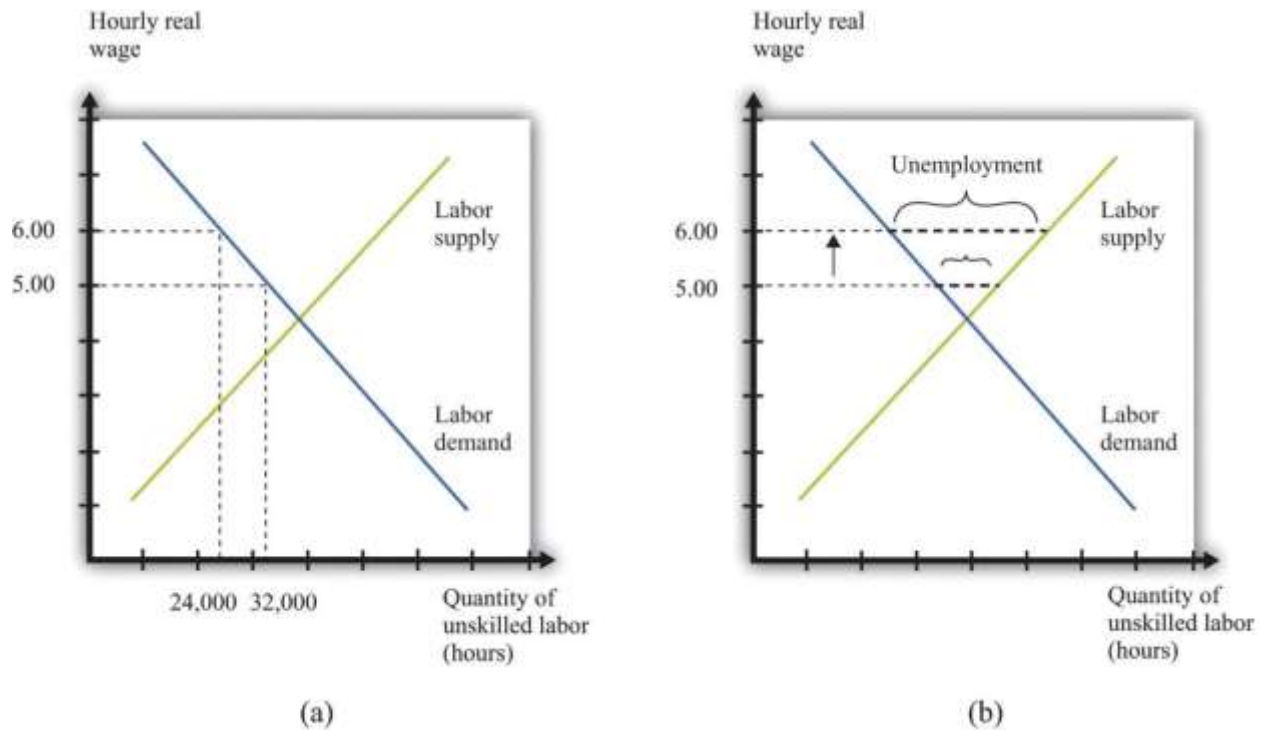 Hourly real
wage
6.00
5.00
Labor
supply
Labor
demand
24,000 32,000
Quantity of
unskilled labor
(hours)
(a)
Hourly real
wage
Unemployment
6.00
5.00
Labor
supply
Labor
demand
Quantity of
unskilled labor
(hours)
(b)